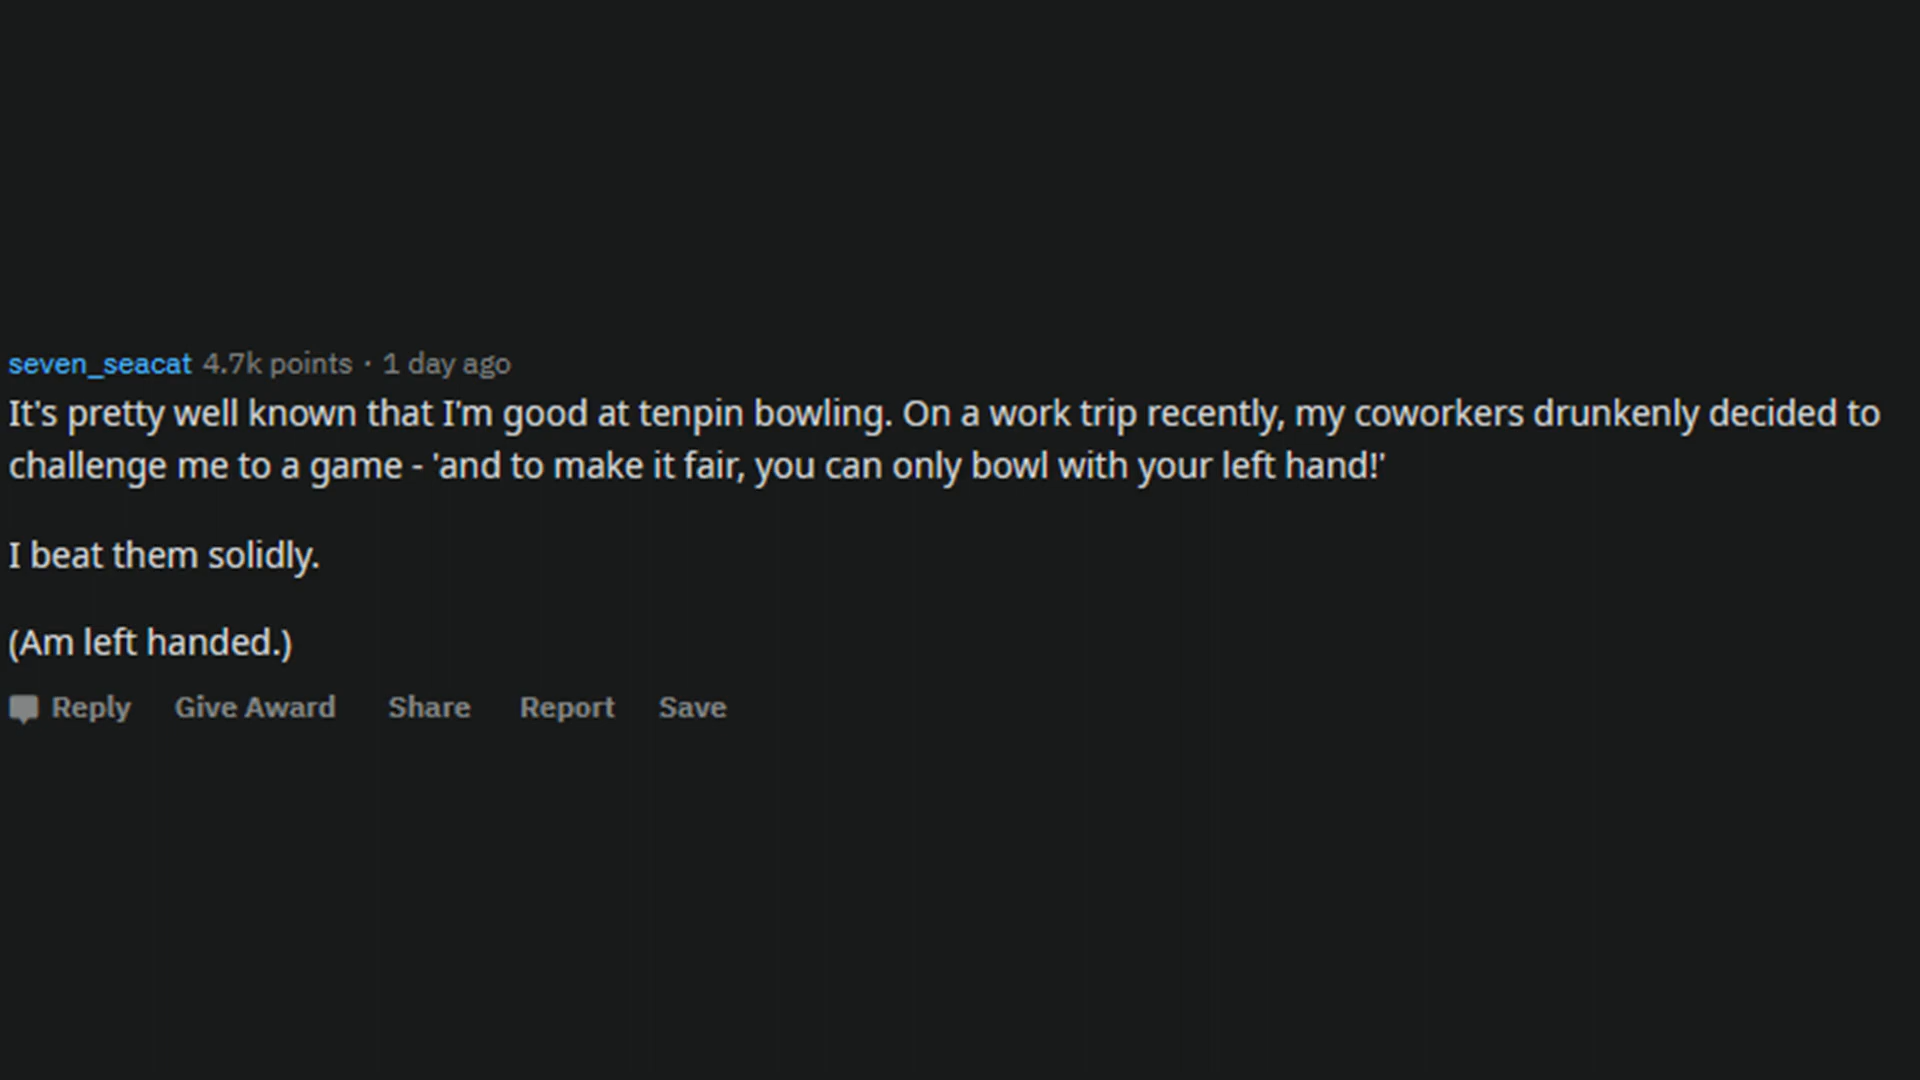 seven_seacat 4.7k points · 1 day ago
It's pretty well known that I'm good at tenpin bowling. On a work trip recently, my coworkers drunkenly decided to
challenge me to a game - 'and to make it fair, you can only bowl with your left hand!'
I beat them solidly.
(Am left handed.)
Reply Give Award Share Report Save